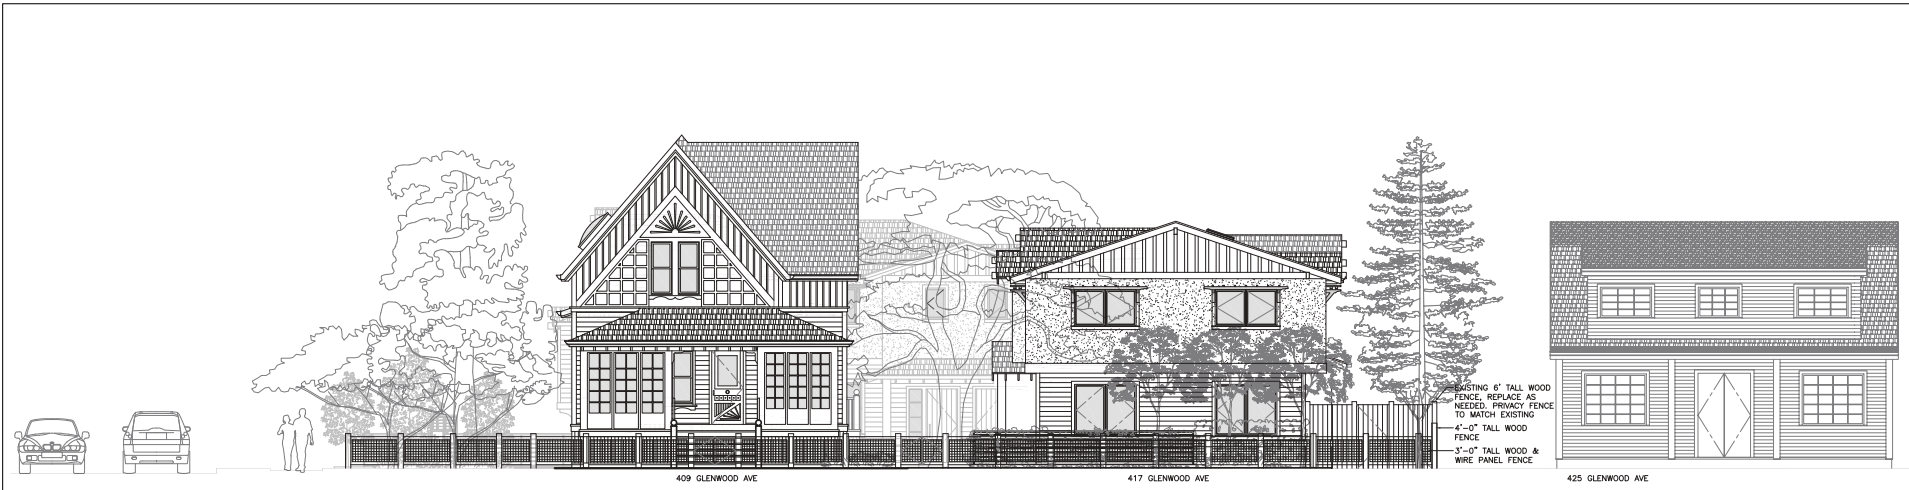 EXISTING 6' TALL WOOD
FENCE, REPLACE AS
NEEDED. PRIVACY FENCE
TO MATCH EXISTING
4'-0" TALL WOOD
FENCE
3'-0" TALL WOOD &
WIRE PANEL FENCE
409 GLENWOOD AVE
417 GLENWOOD AVE
425 GLENWOOD AVE